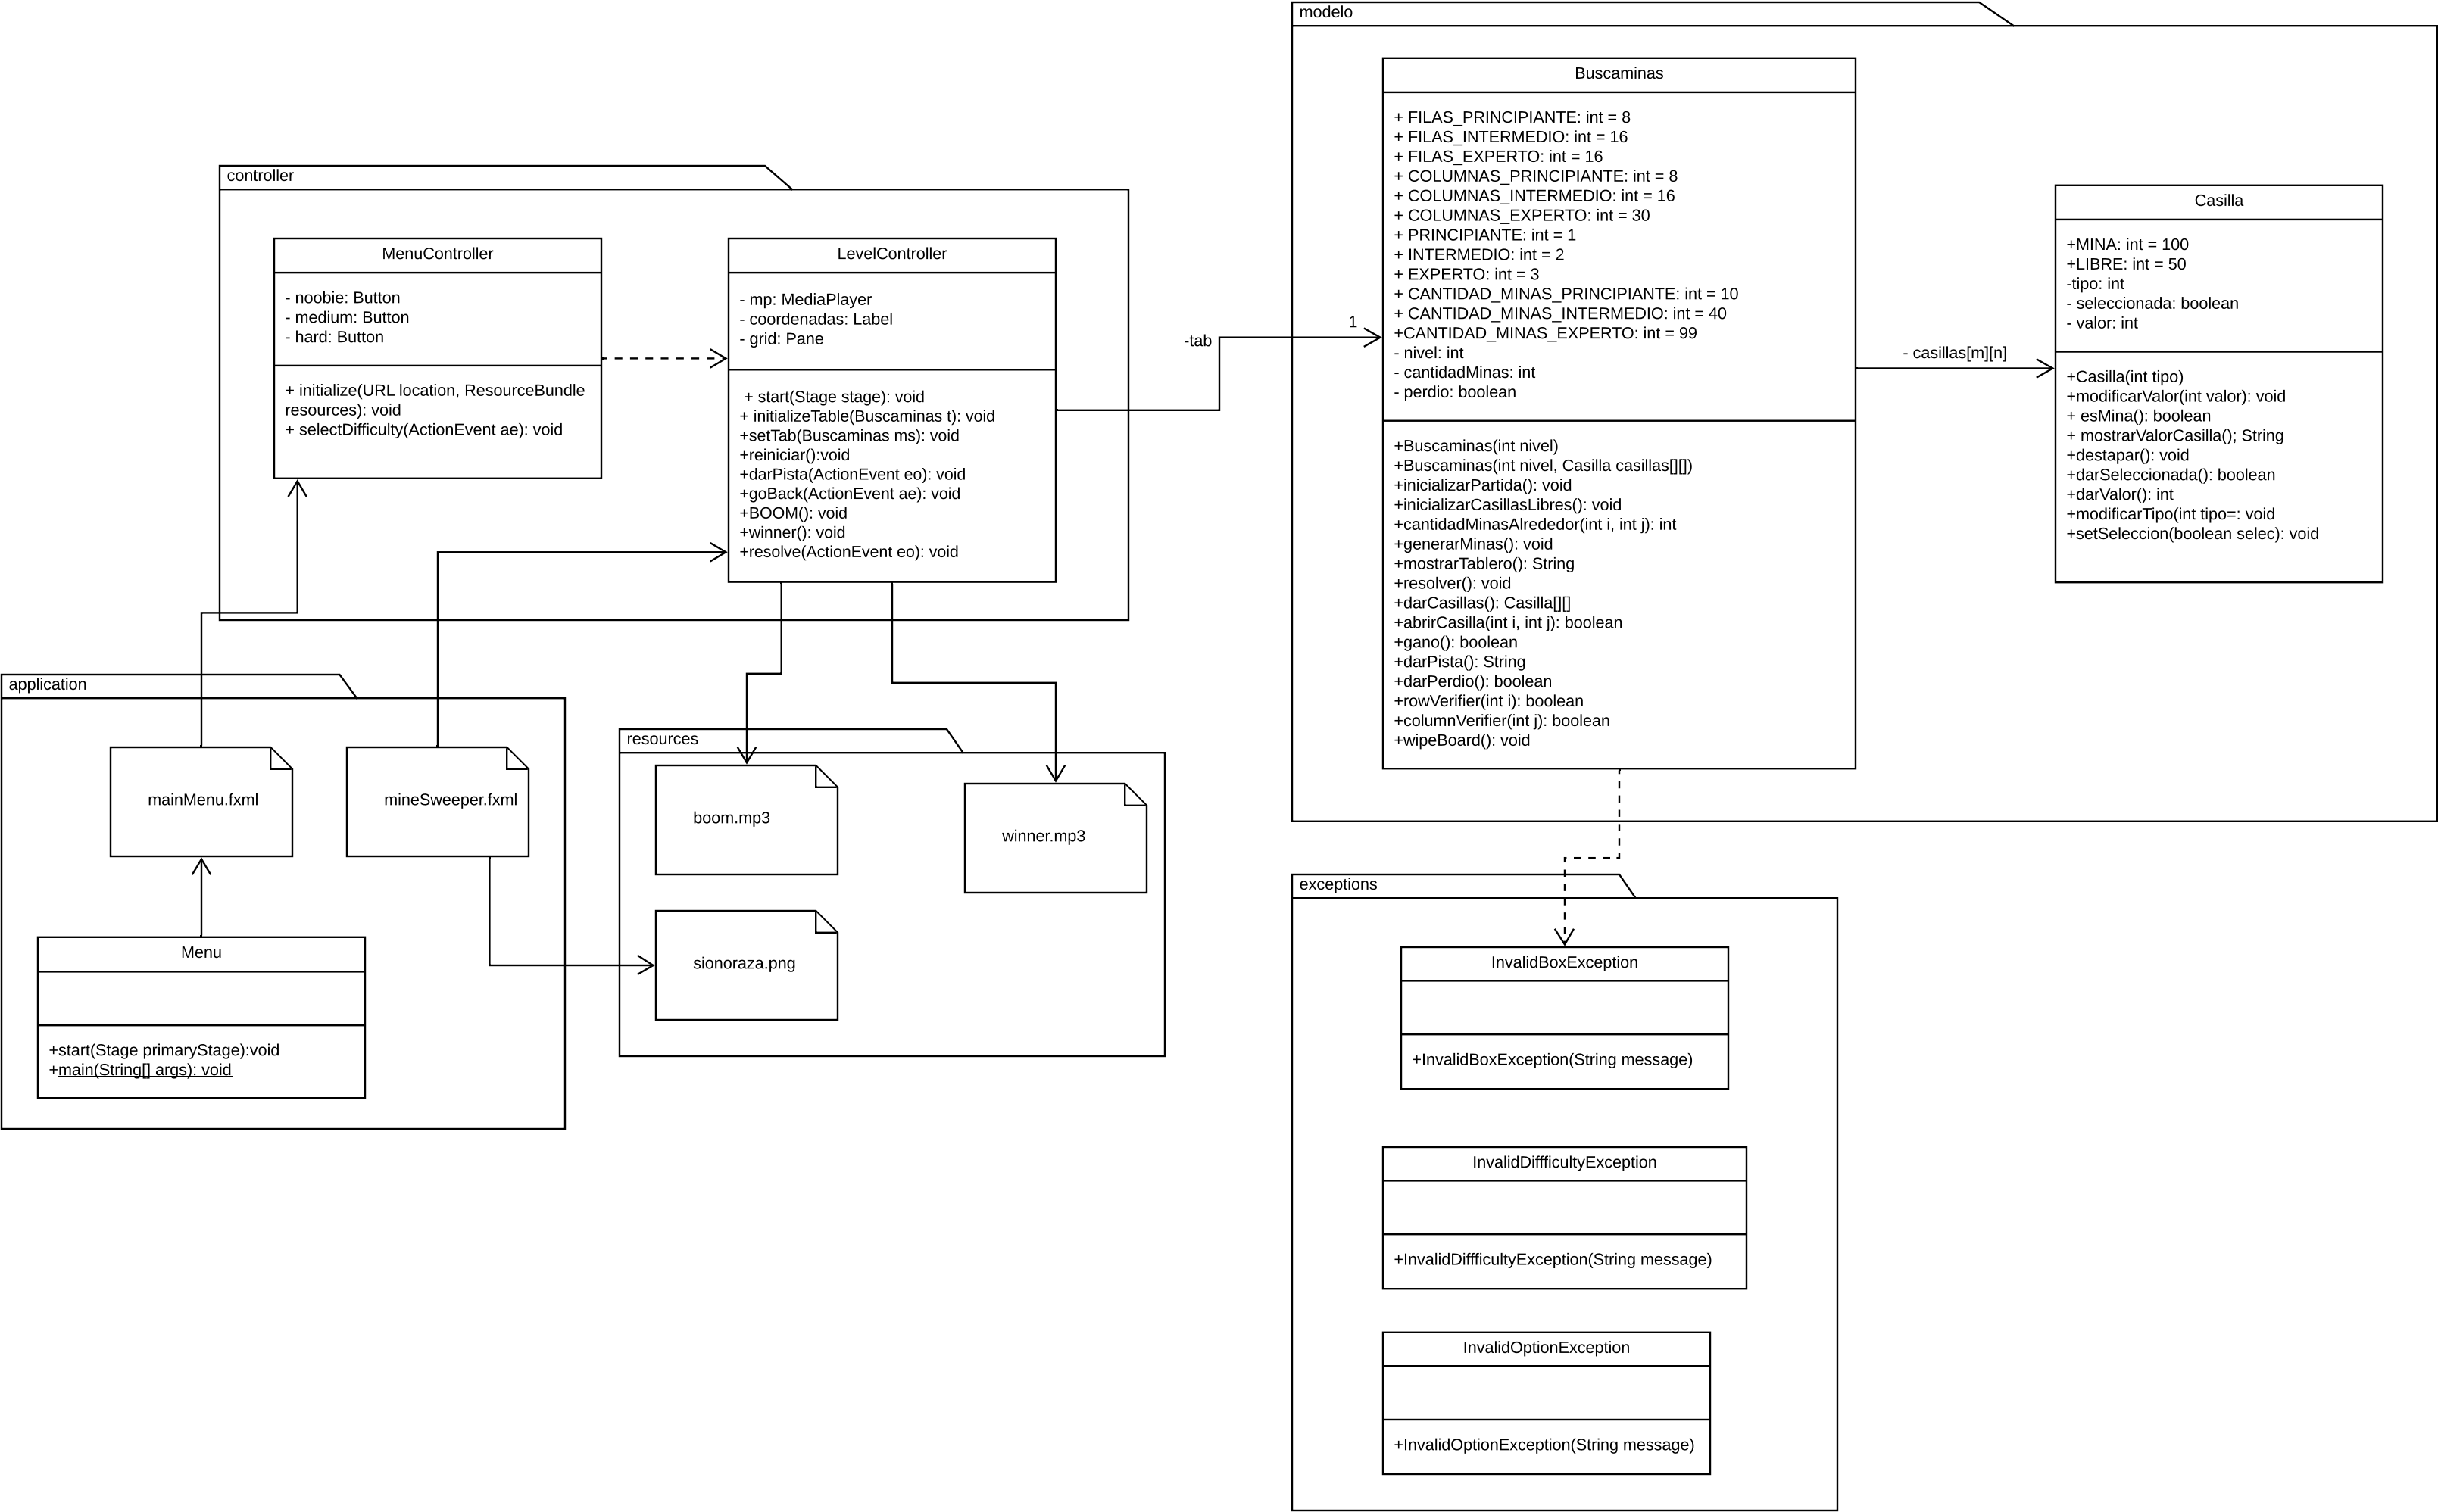 modelo
Buscaminas
+ FILAS_PRINCIPIANTE: int = 8
+ FILAS_INTERMEDIO: int = 16
+ FILAS_EXPERTO: int = 16
+ COLUMNAS_PRINCIPIANTE: int = 8
+ COLUMNAS_INTERMEDIO: int = 16
+ COLUMNAS_EXPERTO: int = 30
+ PRINCIPIANTE: int = 1
+ INTERMEDIO: int = 2
+ EXPERTO: int = 3
+ CANTIDAD_MINAS_PRINCIPIANTE: int = 10
+ CANTIDAD_MINAS_INTERMEDIO: int = 40
+CANTIDAD_MINAS_EXPERTO: int = 99
- nivel: int
- cantidadMinas: int
- perdio: boolean
+Buscaminas(int nivel)
+Buscaminas(int nivel, Casilla casillas[][])
+inicializarPartida(): void
+inicializarCasillasLibres(): void
+cantidadMinasAlrededor(int i, int j): int
+generarMinas(): void
+mostrarTablero(): String
+resolver(): void
+darCasillas(): Casilla[][]
+abrirCasilla(int i, int j): boolean
+gano(): boolean
+darPista(): String
+darPerdio(): boolean
+rowVerifier(int i): boolean
+columnVerifier(int j): boolean
+wipeBoard(): void
- casillas[m][n]
Casilla
+MINA: int = 100
+LIBRE: int = 50
-tipo: int
- seleccionada: boolean
- valor: int
+Casilla(int tipo)
+modificarValor(int valor): void
+ esMina(): boolean
+ mostrarValorCasilla(); String
+destapar(): void
+darSeleccionada(): boolean
+darValor(): int
+modificarTipo(int tipo=: void
+setSeleccion(boolean selec): void
controller
MenuController
- noobie: Button
- medium: Button
- hard: Button
+ initialize(URL location, ResourceBundle
resources): void
+ selectDifficulty(ActionEvent ae): void
LevelController
- mp: MediaPlayer
- coordenadas: Label
- grid: Pane
+ start(Stage stage): void
+ initializeTable(Buscaminas t): void
+setTab(Buscaminas ms): void
+reiniciar():void
+darPista(ActionEvent eo): void
+goBack(ActionEvent ae): void
+BOOM(): void
+winner(): void
+resolve(ActionEvent eo): void
-tab
1
application
mainMenu.fxml
mineSweeper.fxml
Menu
+start(Stage primaryStage):void
+main(String[] args): void
resources
boom.mp3
winner.mp3
sionoraza.png
exceptions
InvalidBoxException
+InvalidBoxException(String message)
InvalidDiffficultyException
+InvalidDiffficultyException(String message)
InvalidOptionException
+InvalidOptionException(String message)